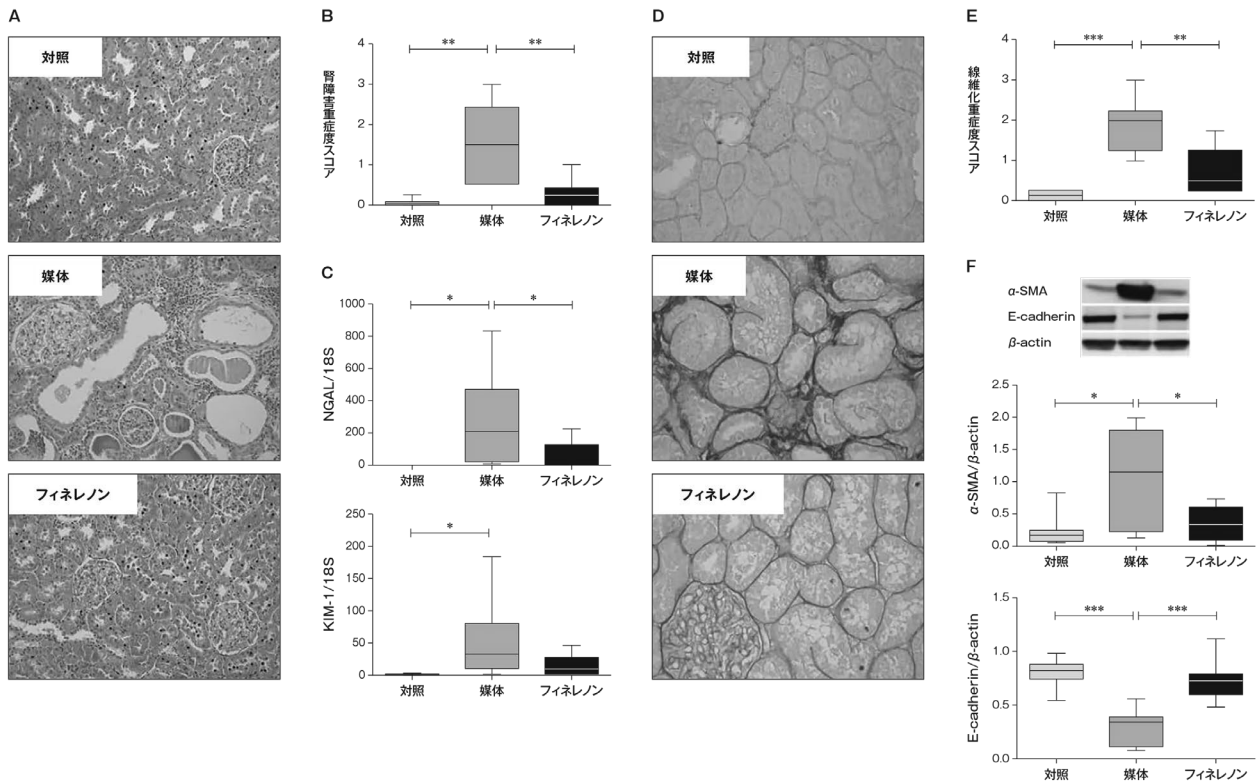 A
対照
媒体
フィネレノン
B
腎障害重症度スコア
4
3
2
1
0
** **
対照 媒体 フィネレノン
C
NGAL/18S
1000
800
600
400
200
0
* *
対照 媒体 フィネレノン
KIM-1/18S
250
200
150
100
50
0
*
対照 媒体 フィネレノン
D
対照
媒体
フィネレノン
E
線維化重症度スコア
4
3
2
1
0
*** **
対照 媒体 フィネレノン
F
α-SMA
E-cadherin
β-actin
α-SMA/β-actin
2.5
2.0
1.5
1.0
0.5
0.0
* *
対照 媒体 フィネレノン
E-cadherin/β-actin
1.5
1.0
0.5
0.0
*** ***
対照 媒体 フィネレノン